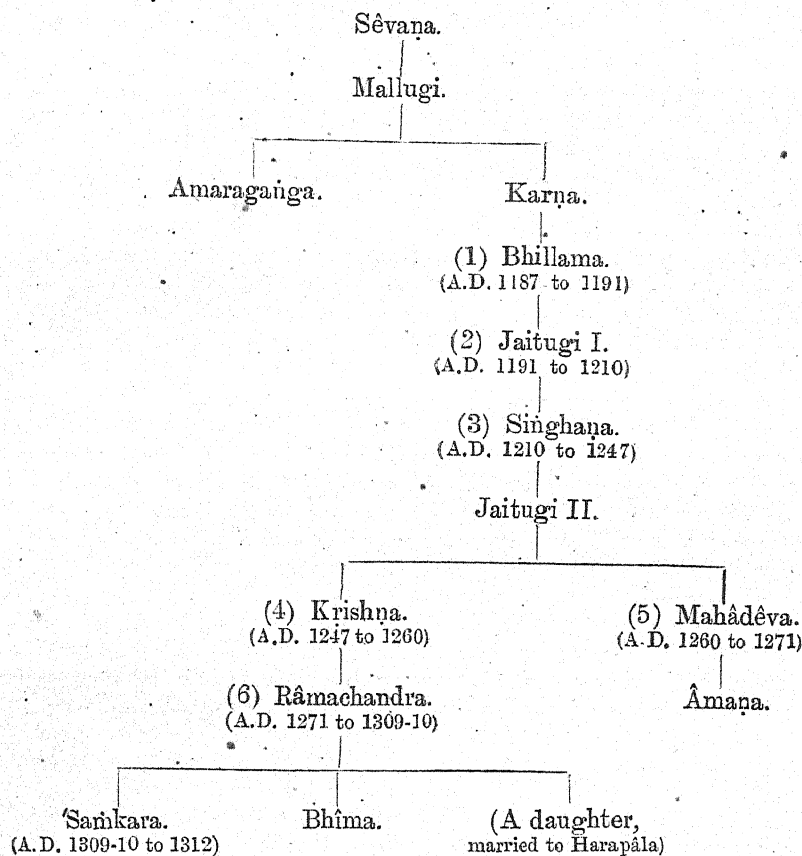 Sêvaṇa.
Mallugi.
Amaragaṅga.
Karṇa.
(1) Bhillama.
(A.D. 1187 to 1191)
(2) Jaitugi I.
(A.D. 1191 to 1210)
(3) Siṅghaṇa.
(A.D. 1210 to 1247)
Jaitugi II.
(4) Kṛishṇa.
(A.D. 1247 to 1260)
(5) Mahâdêva.
(A.D. 1260 to 1271)
(6) Râmachandra.
(A.D. 1271 to 1309-10)
Âmaṇa.
'Saṁkara.
(A.D. 1309-10 to 1312)
Bhîma.
(A daughter,
married to Harapâla)